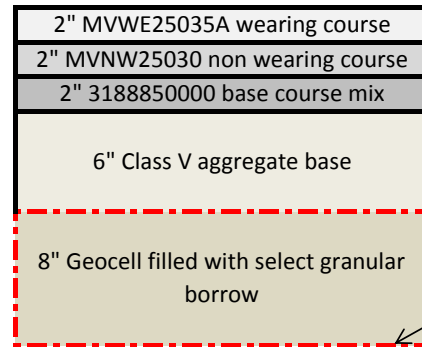 2" MVWE25035A wearing course
2" MVNW25030 non wearing course
2" 3188850000 base course mix
6" Class V aggregate base
8" Geocell filled with select granular
borrow